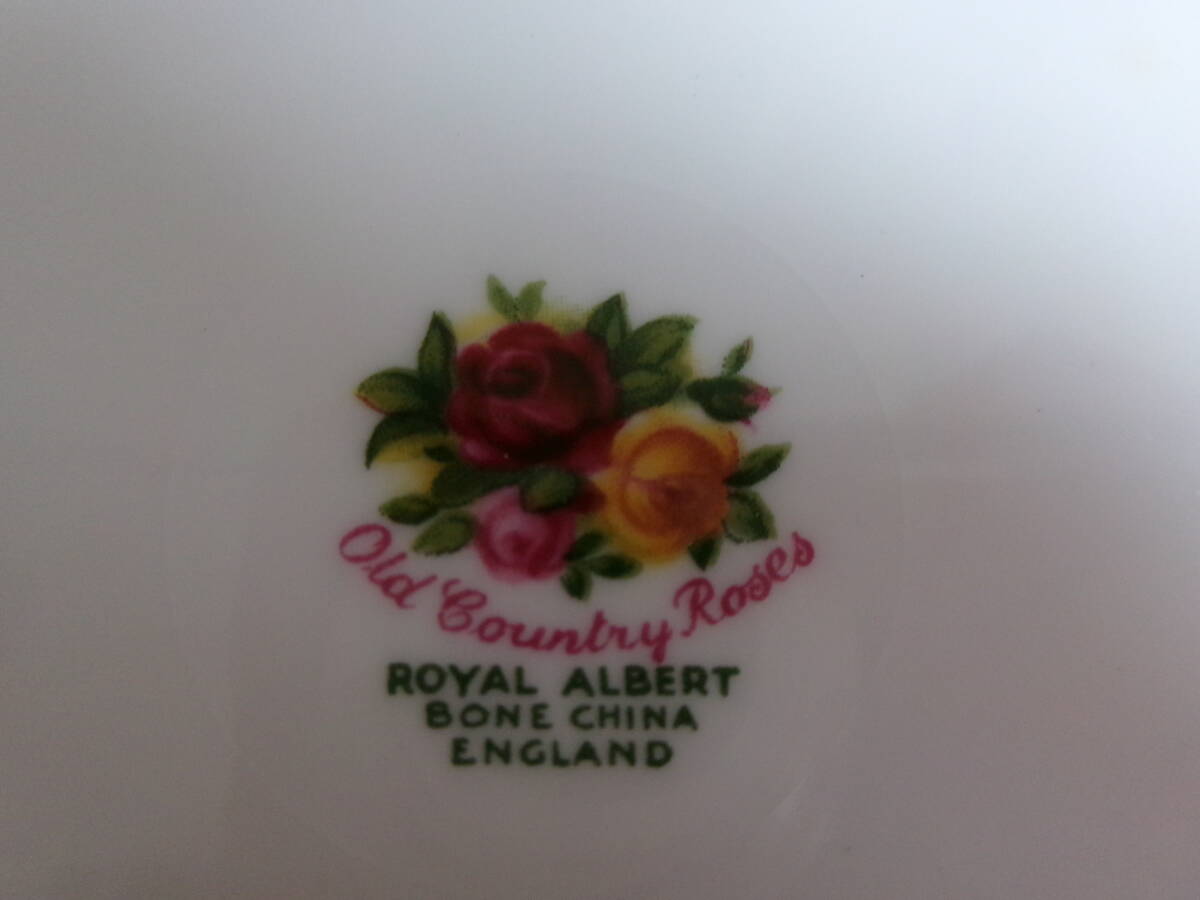 Old Country Roses
ROYAL ALBERT
BONE CHINA
ENGLAND